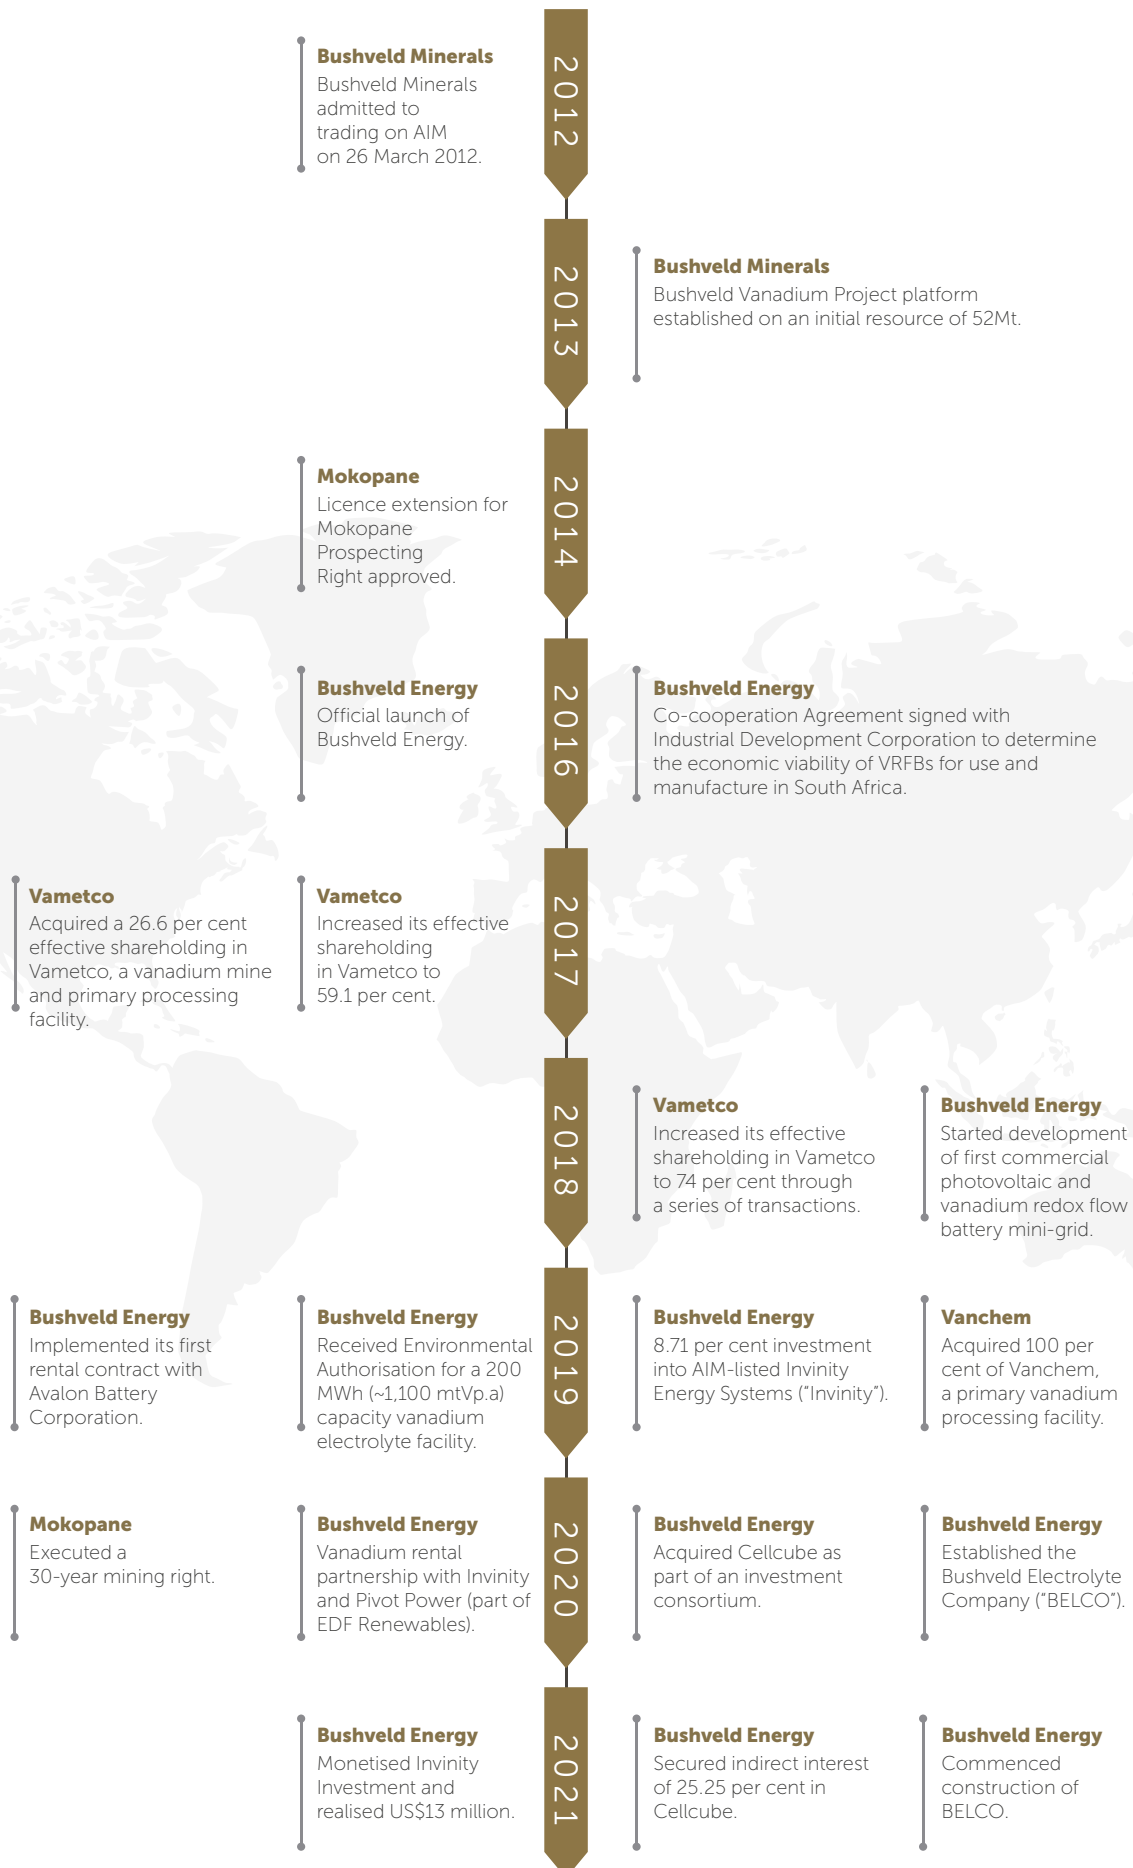 2012
Bushveld Minerals
Bushveld Minerals
admitted to
trading on AIM
on 26 March 2012.
2013
Bushveld Minerals
Bushveld Vanadium Project platform
established on an initial resource of 52Mt.
2014
Mokopane
Licence extension for
Mokopane
Prospecting
Right approved.
2016
Bushveld Energy
Official launch of
Bushveld Energy.
Bushveld Energy
Co-cooperation Agreement signed with
Industrial Development Corporation to determine
the economic viability of VRFBs for use and
manufacture in South Africa.
2017
Vametco
Acquired a 26.6 per cent
effective shareholding in
Vametco, a vanadium mine
and primary processing
facility.
Vametco
Increased its effective
shareholding
in Vametco to
59.1 per cent.
2018
Vametco
Increased its effective
shareholding in Vametco
to 74 per cent through
a series of transactions.
Bushveld Energy
Started development
of first commercial
photovoltaic and
vanadium redox flow
battery mini-grid.
2019
Bushveld Energy
Implemented its first
rental contract with
Avalon Battery
Corporation.
Bushveld Energy
Received Environmental
Authorisation for a 200
MWh (~1,100 mtVp.a)
capacity vanadium
electrolyte facility.
Bushveld Energy
8.71 per cent investment
into AIM-listed Invinity
Energy Systems (“Invinity”).
Vanchem
Acquired 100 per
cent of Vanchem,
a primary vanadium
processing facility.
2020
Mokopane
Executed a
30-year mining right.
Bushveld Energy
Vanadium rental
partnership with Invinity
and Pivot Power (part of
EDF Renewables).
Bushveld Energy
Acquired Cellcube as
part of an investment
consortium.
Bushveld Energy
Established the
Bushveld Electrolyte
Company (“BELCO”).
2021
Bushveld Energy
Monetised Invinity
Investment and
realised US$13 million.
Bushveld Energy
Secured indirect interest
of 25.25 per cent in
Cellcube.
Bushveld Energy
Commenced
construction of
BELCO.